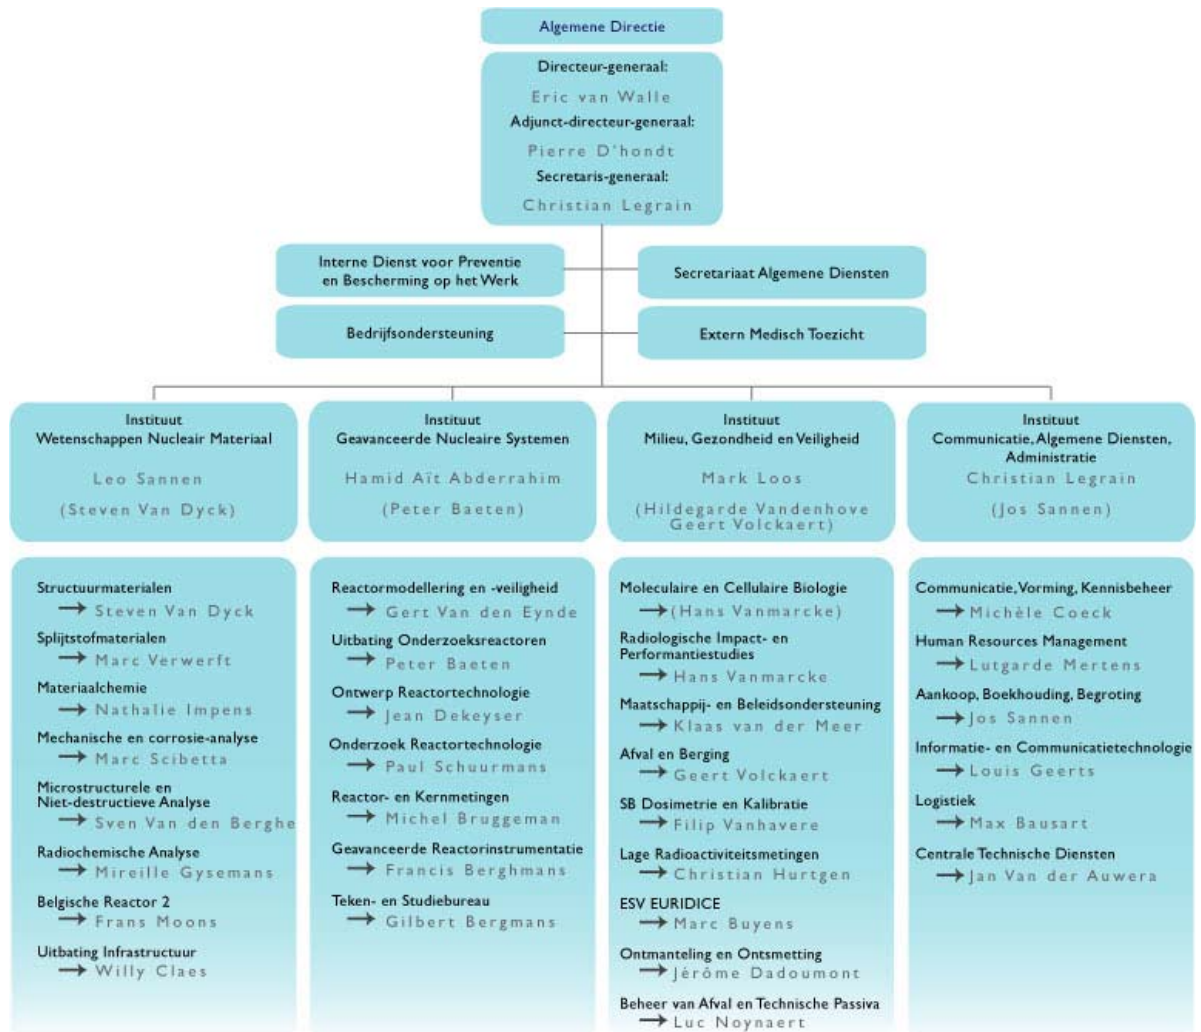 Algemene Directie
Directeur-generaal:
Eric van Walle
Adjunct-directeur-generaal:
Pierre D'hondt
Secretaris-generaal:
Christian Legrain
Interne Dienst voor Preventie
en Bescherming op het Werk
Secretariaat Algemene Diensten
Bedrijfsondersteuning
Extern Medisch Toezicht
Instituut
Wetenschappen Nucleair Materiaal
Leo Sannen
(Steven Van Dyck)
Structuurmaterialen
Steven Van Dyck
Splijtstofmaterialen
Marc Verwerft
Materiaalchemie
Nathalie Impens
Mechanische en corrosie-analyse
Marc Scibetta
Microstructurele en
Niet-destructieve Analyse
Sven Van den Berghe
Radiochemische Analyse
Mireille Gysemans
Belgische Reactor 2
Frans Moons
Uitbating Infrastructuur
Willy Claes
Instituut
Geavanceerde Nucleaire Systemen
Hamid Aït Abderrahim
(Peter Baeten)
Reactormodellering en -veiligheid
Gert Van den Eynde
Uitbating Onderzoeksreactoren
Peter Baeten
Ontwerp Reactortechnologie
Jean Dekeyser
Onderzoek Reactortechnologie
Paul Schuurmans
Reactor- en Kernmetingen
Michel Bruggeman
Geavanceerde Reactorinstrumentatie
Francis Berghmans
Teken- en Studiebureau
Gilbert Bergmans
Instituut
Milieu, Gezondheid en Veiligheid
Mark Loos
(Hildegarde Vandenhove
Geert Volckaert)
Moleculaire en Cellulaire Biologie
(Hans Vanmarcke)
Radiologische Impact- en
Performantiestudies
Hans Vanmarcke
Maatschappij- en Beleidsondersteuning
Klaas van der Meer
Afval en Berging
Geert Volckaert
SB Dosimetrie en Kalibratie
Filip Vanhavere
Lage Radioactiviteitsmetingen
Christian Hurtgen
ESV EURIDICE
Marc Buyens
Ontmanteling en Ontsmetting
Jérôme Dadoumont
Beheer van Afval en Technische Passiva
Luc Noynaert
Instituut
Communicatie, Algemene Diensten,
Administratie
Christian Legrain
(Jos Sannen)
Communicatie, Vorming, Kennisbeheer
Michèle Coeck
Human Resources Management
Lutgarde Mertens
Aankoop, Boekhouding, Begroting
Jos Sannen
Informatie- en Communicatietechnologie
Louis Geerts
Logistiek
Max Bausart
Centrale Technische Diensten
Jan Van der Auwera